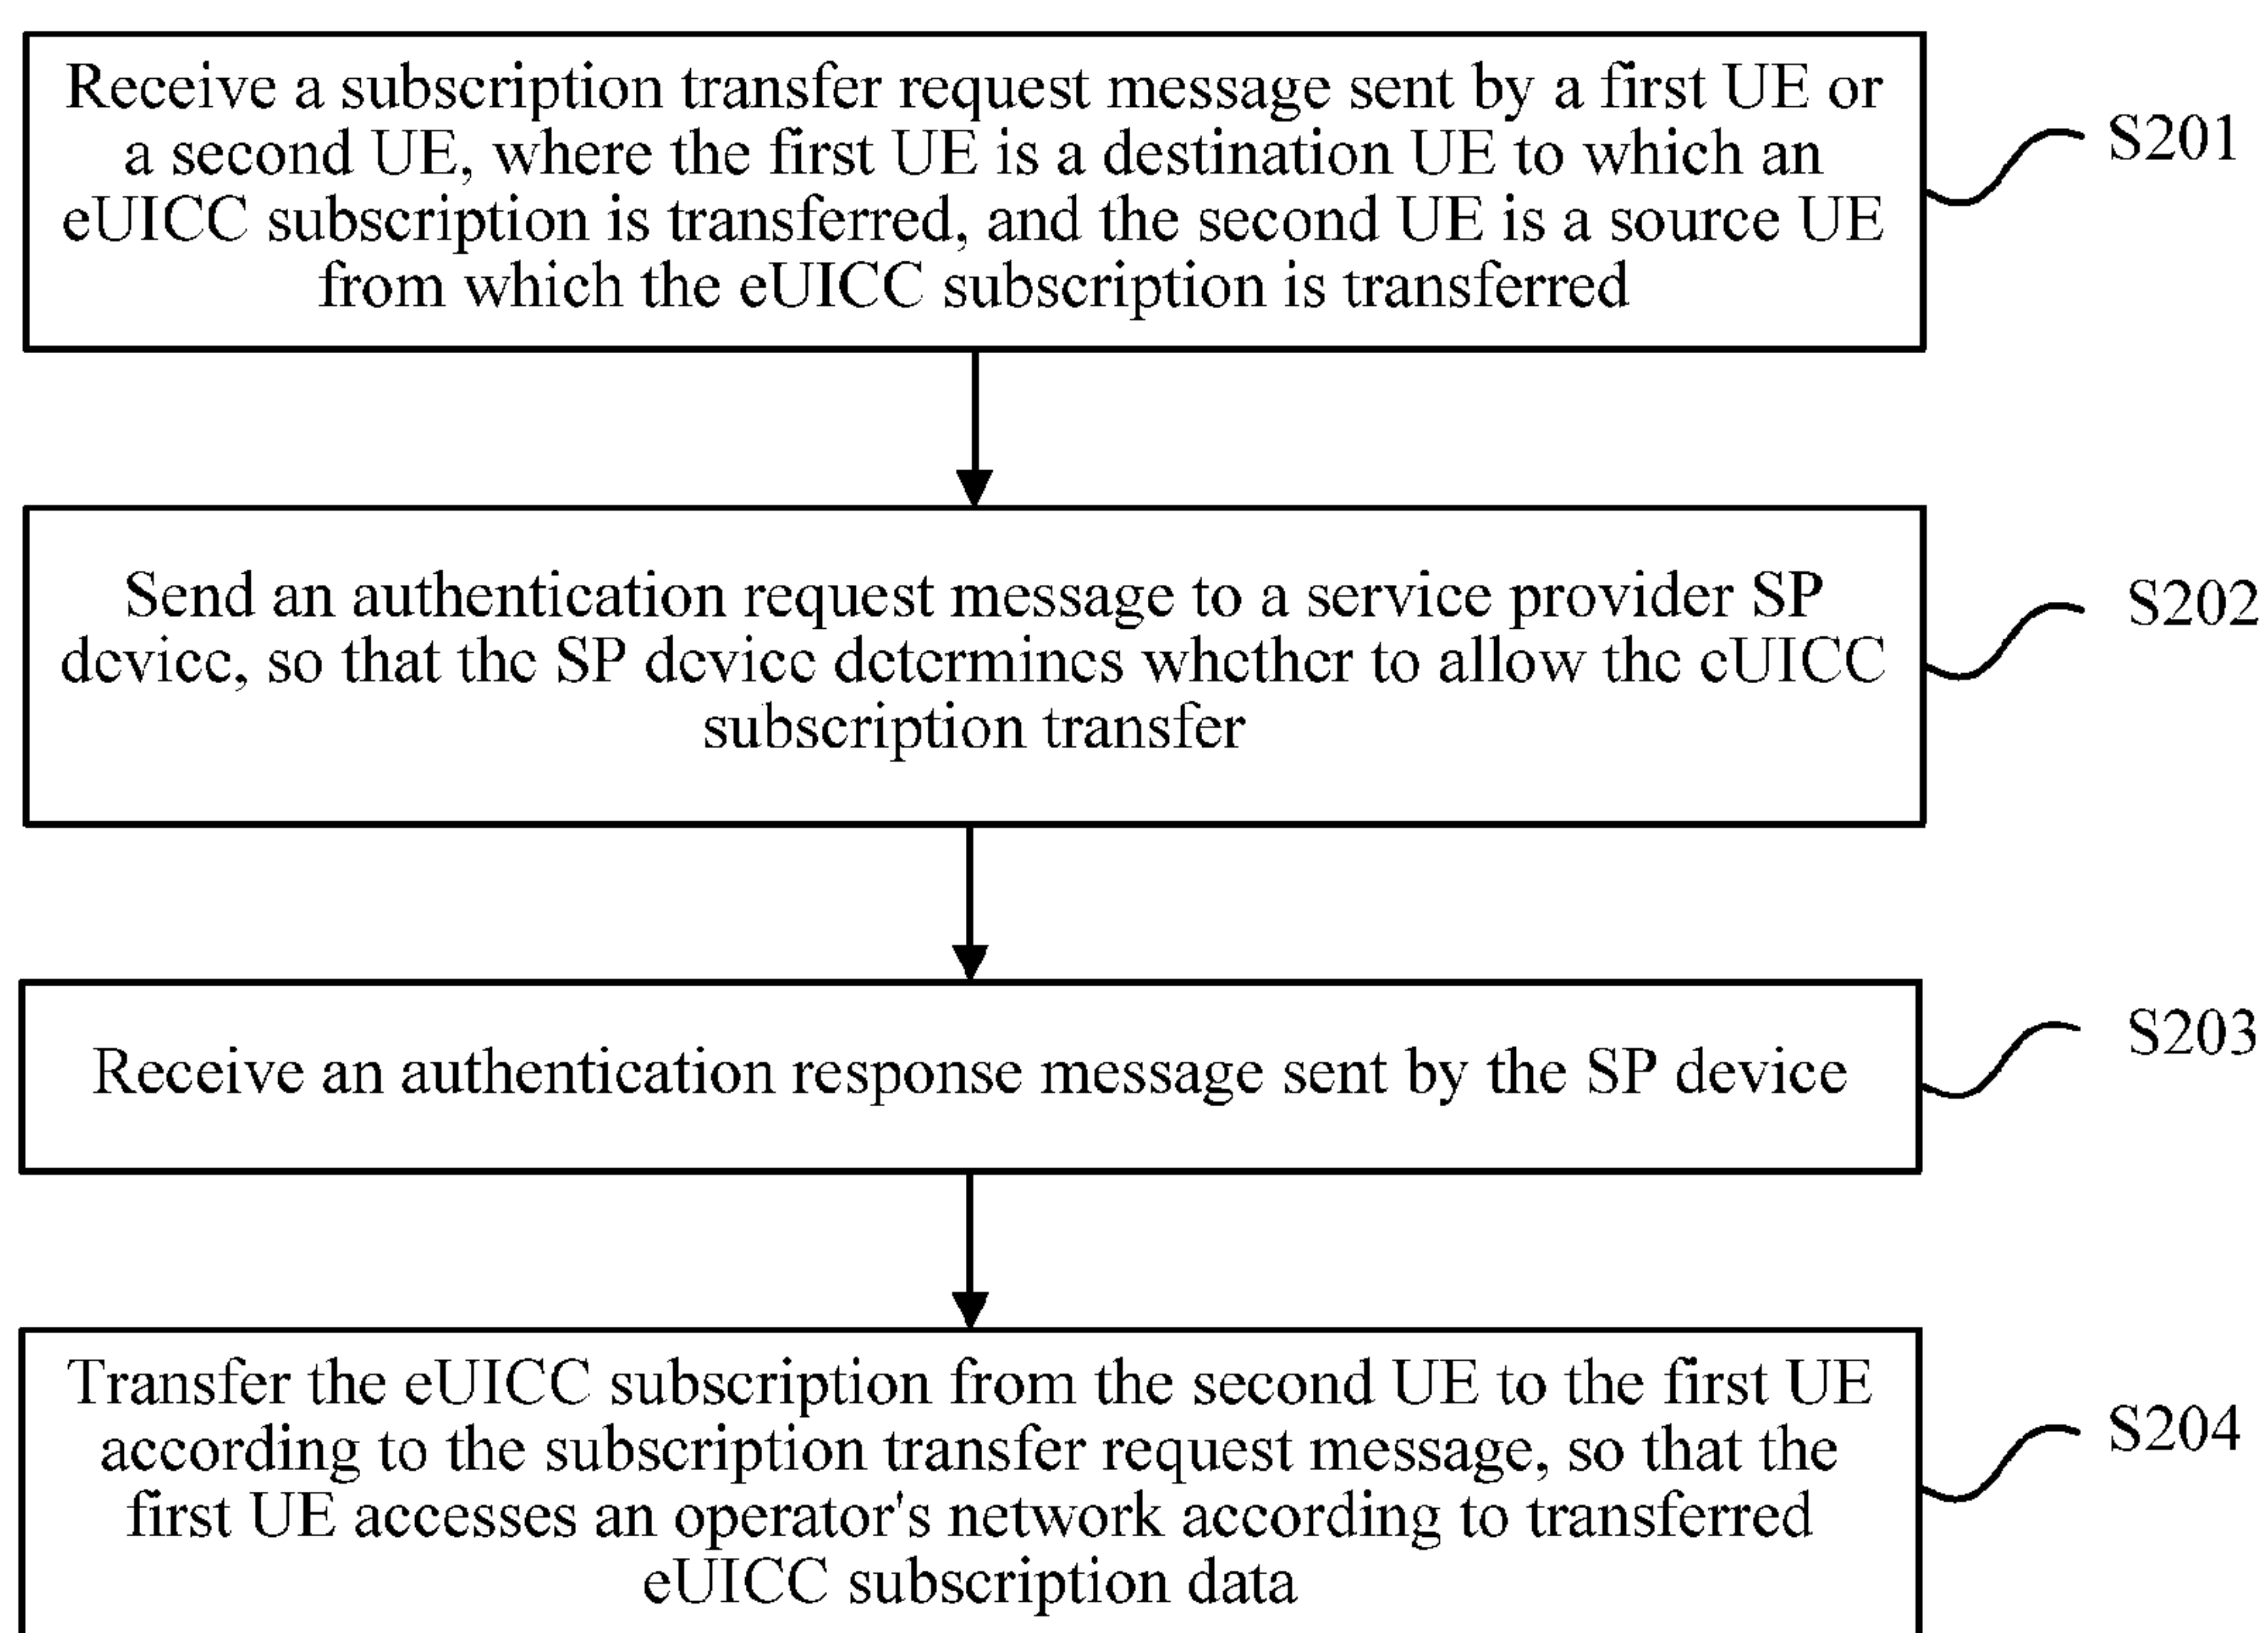 Receive a subscription transfer request message sent by a first UE or
a second UE, where the first UE is a destination UE to which an
eUICC subscription is transferred, and the second UE is a source UE
from which the eUICC subscription is transferred
S201
Send an authentication request message to a service provider SP
device, so that the SP device determines whether to allow the eUICC
subscription transfer
S202
Receive an authentication response message sent by the SP device
S203
Transfer the eUICC subscription from the second UE to the first UE
according to the subscription transfer request message, so that the
first UE accesses an operator's network according to transferred
eUICC subscription data
S204